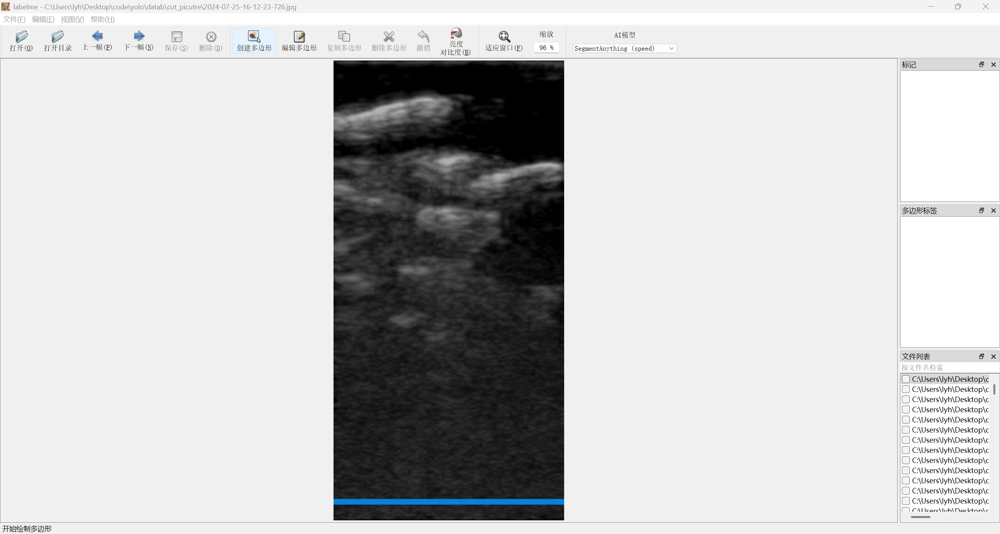 labelme - C:\Users\lyh\Desktop\code\yolo\datab\cut_picutre\2024-07-25-16-12-23-726.jpg
文件(F) 编辑(E) 视图(V) 帮助(H)
打开(O) 打开目录 上一幅(P) 下一幅(N) 保存(S) 删除(D) 创建多边形 编辑多边形 复制多边形 删除多边形 撤销 亮度
对比度(B) 适应窗口(F) 缩放
96 % AI模型
SegmentAnything (speed)
标记
多边形标签
文件列表
按文件名检索
C:\Users\lyh\Desktop\c
C:\Users\lyh\Desktop\c
C:\Users\lyh\Desktop\c
C:\Users\lyh\Desktop\c
C:\Users\lyh\Desktop\c
C:\Users\lyh\Desktop\c
C:\Users\lyh\Desktop\c
C:\Users\lyh\Desktop\c
C:\Users\lyh\Desktop\c
C:\Users\lyh\Desktop\c
C:\Users\lyh\Desktop\c
C:\Users\lyh\Desktop\c
C:\Users\lyh\Desktop\c
C:\Users\lyh\Desktop\c
开始绘制多边形